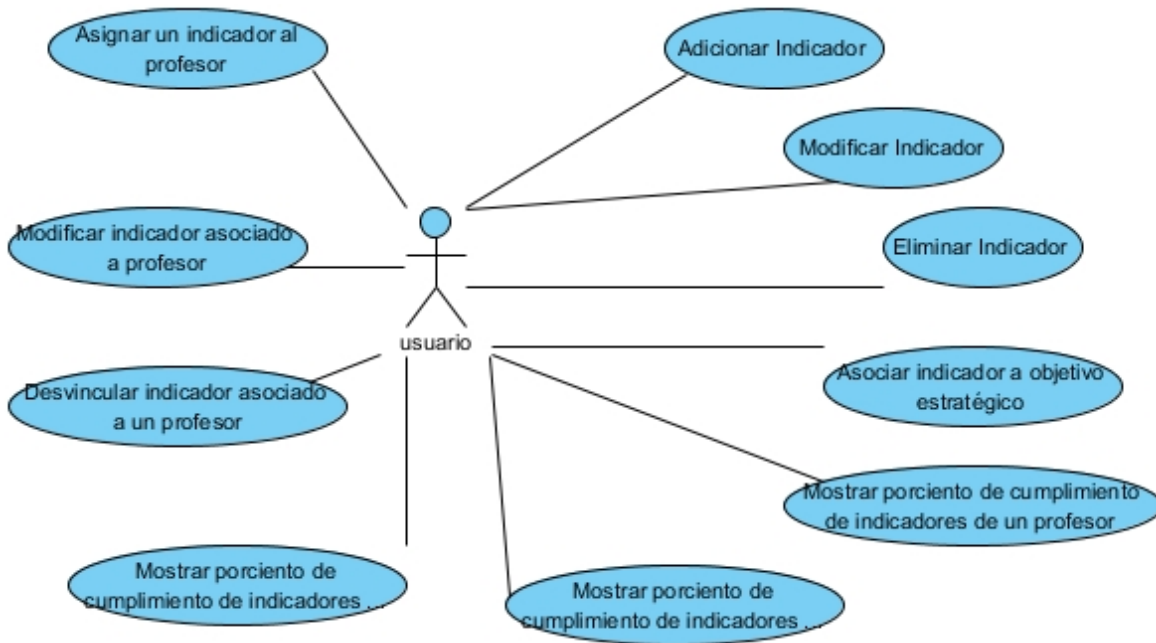 Asignar un indicador al
profesor
Adicionar Indicador
Modificar Indicador
Modificar indicador asociado
a profesor
Eliminar Indicador
usuario
Desvincular indicador asociado
a un profesor
Asociar indicador a objetivo
estratégico
Mostrar porciento de cumplimiento
de indicadores de un profesor
Mostrar porciento de
cumplimiento de indicadores ...
Mostrar porciento de
cumplimiento de indicadores ...